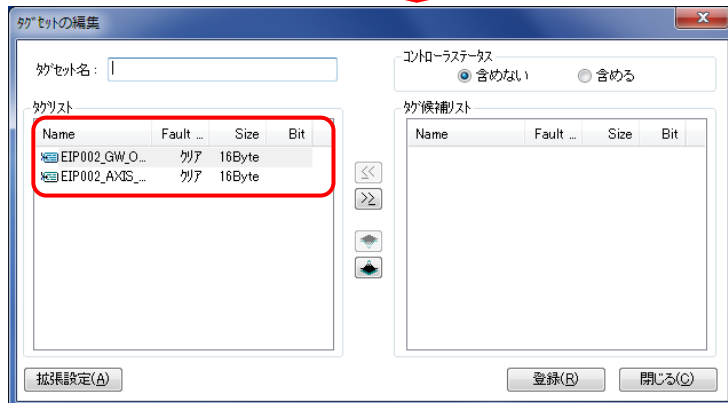 タグセットの編集
タグセット名：
コントローラステータス
含めない
含める
タグリスト
Name Fault ... Size Bit
EIP002_GW_O... クリア 16Byte
EIP002_AXIS_... クリア 16Byte
<<
>>
タグ候補リスト
Name Fault ... Size Bit
拡張設定(A)
登録(R)
閉じる(C)